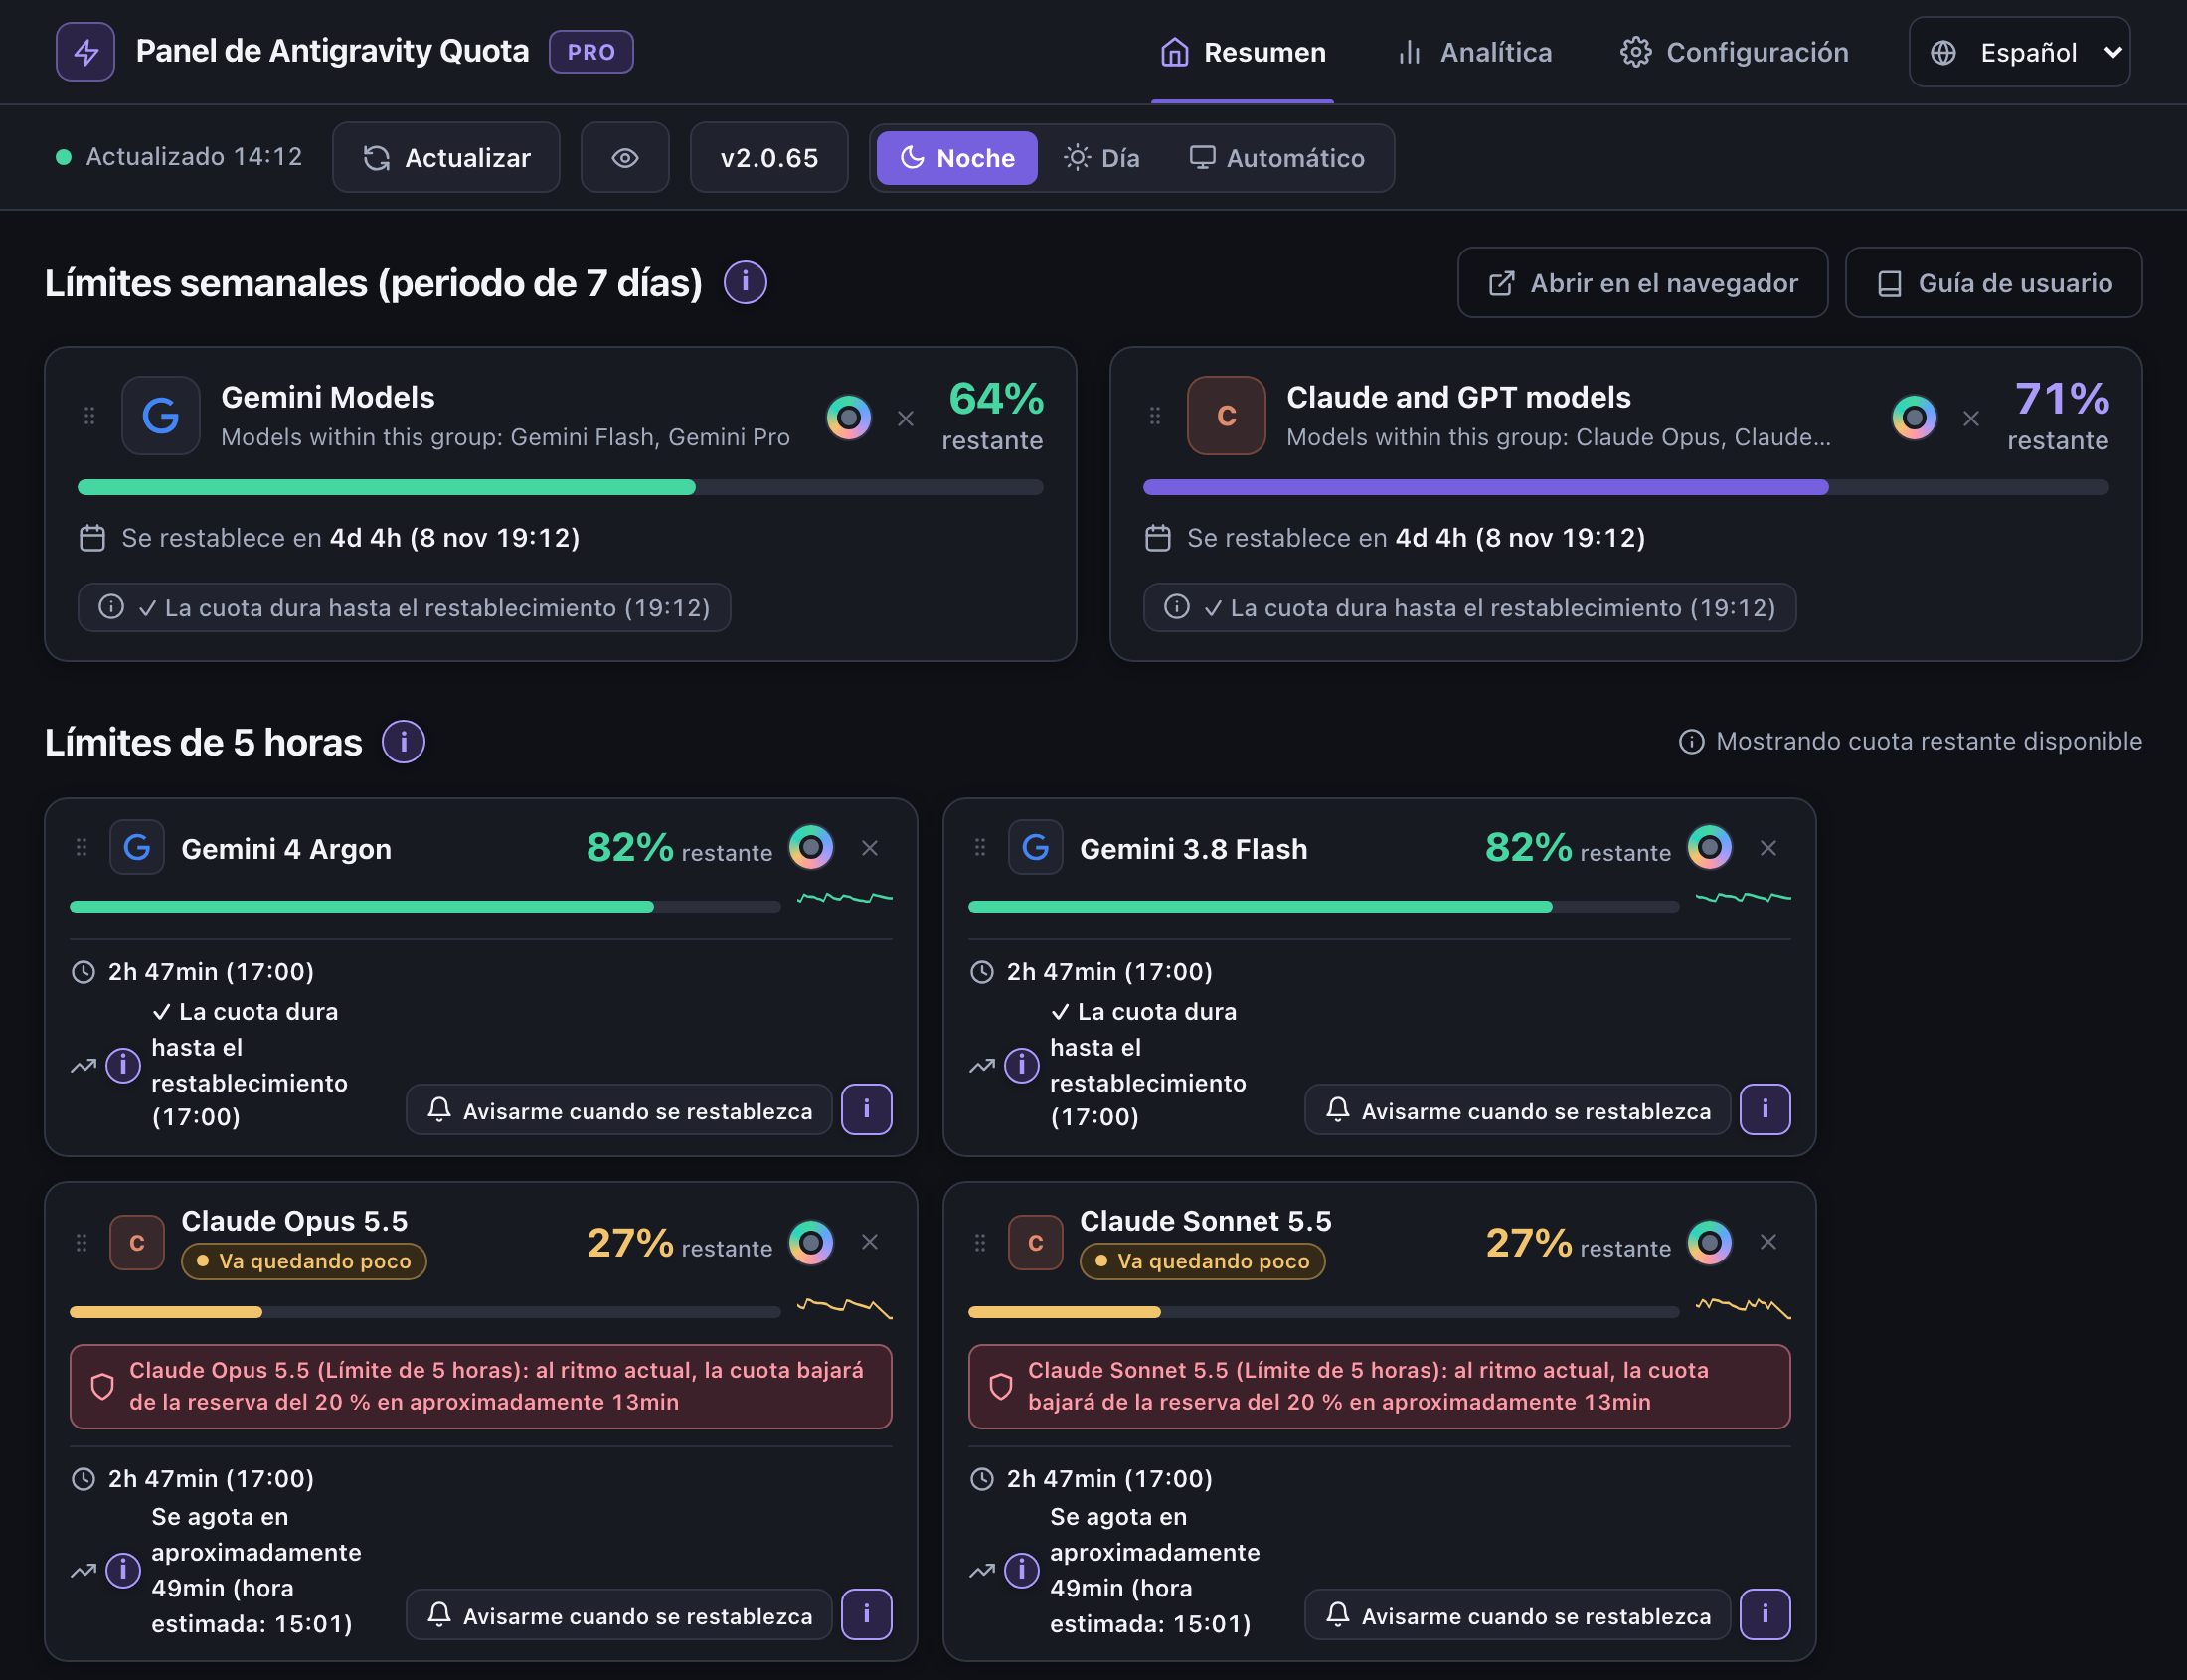 Panel de Antigravity Quota
PRO
Resumen
Analítica
Configuración
Español
Actualizado 14:12
Actualizar
v2.0.65
Noche
Día
Automático
Límites semanales (periodo de 7 días)
i
Abrir en el navegador
Guía de usuario
G
Gemini Models
Models within this group: Gemini Flash, Gemini Pro
64%
restante
Se restablece en 4d 4h (8 nov 19:12)
✓ La cuota dura hasta el restablecimiento (19:12)
C
Claude and GPT models
Models within this group: Claude Opus, Claude...
71%
restante
Se restablece en 4d 4h (8 nov 19:12)
✓ La cuota dura hasta el restablecimiento (19:12)
Límites de 5 horas
i
Mostrando cuota restante disponible
G
Gemini 4 Argon
82% restante
2h 47min (17:00)
i
✓ La cuota dura
hasta el
restablecimiento
(17:00)
Avisarme cuando se restablezca
i
G
Gemini 3.8 Flash
82% restante
2h 47min (17:00)
i
✓ La cuota dura
hasta el
restablecimiento
(17:00)
Avisarme cuando se restablezca
i
C
Claude Opus 5.5
Va quedando poco
27% restante
Claude Opus 5.5 (Límite de 5 horas): al ritmo actual, la cuota bajará
de la reserva del 20 % en aproximadamente 13min
2h 47min (17:00)
i
Se agota en
aproximadamente
49min (hora
estimada: 15:01)
Avisarme cuando se restablezca
i
C
Claude Sonnet 5.5
Va quedando poco
27% restante
Claude Sonnet 5.5 (Límite de 5 horas): al ritmo actual, la cuota
bajará de la reserva del 20 % en aproximadamente 13min
2h 47min (17:00)
i
Se agota en
aproximadamente
49min (hora
estimada: 15:01)
Avisarme cuando se restablezca
i